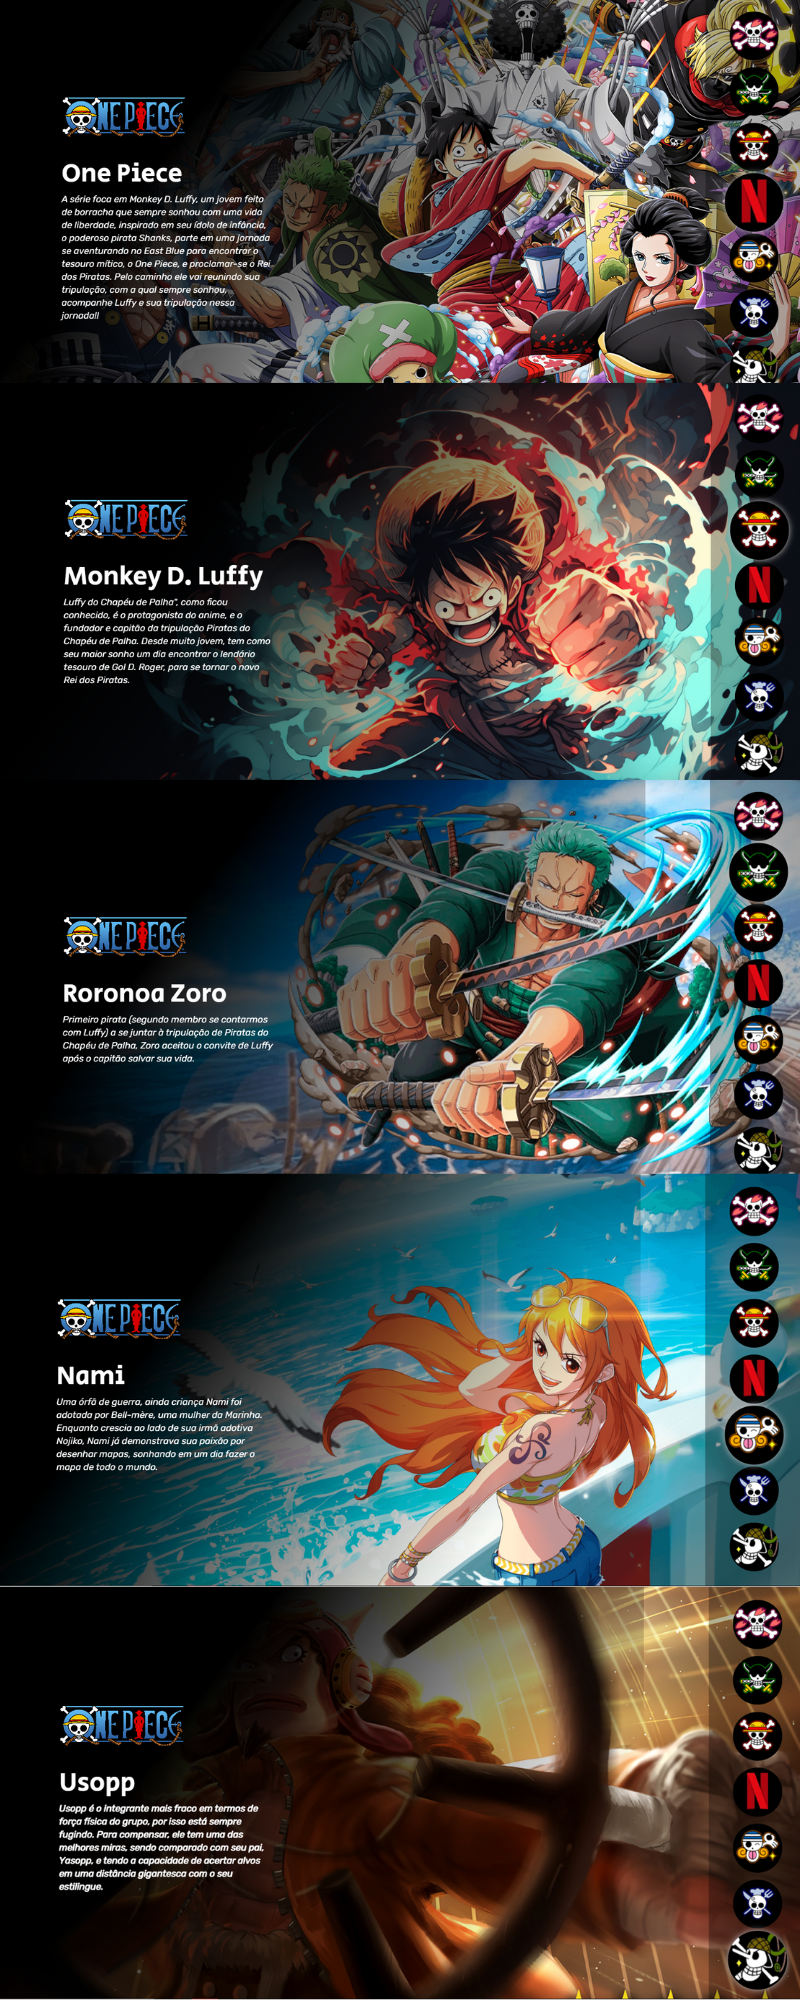 ONE PIECE
One Piece
A série foca em Monkey D. Luffy, um jovem feito
de borracha que sempre sonhou com uma vida
de liberdade, inspirado em seu ídolo de infância,
o poderoso pirata Shanks, parte em uma jornada
se aventurando no East Blue para encontrar o
tesouro mítico, o One Piece, e proclamar-se o Rei
dos Piratas. Pelo caminho ele vai reunindo sua
tripulação, com a qual sempre sonhou,
acompanhe Luffy e sua tripulação nessa
jornada!!
N
ONE PIECE
Monkey D. Luffy
Luffy do Chapéu de Palha", como ficou
conhecido, é o protagonista do anime, e o
fundador e capitão da tripulação Piratas do
Chapéu de Palha. Desde muito jovem, tem como
seu maior sonho um dia encontrar o lendário
tesouro de Gol D. Roger, para se tornar o novo
Rei dos Piratas.
N
ONE PIECE
Roronoa Zoro
Primeiro pirata (segundo membro se contarmos
com Luffy) a se juntar à tripulação de Piratas do
Chapéu de Palha, Zoro aceitou o convite de Luffy
após o capitão salvar sua vida.
N
ONE PIECE
Nami
Uma órfã de guerra, ainda criança Nami foi
adotada por Bell-mère, uma mulher da Marinha.
Enquanto crescia ao lado de sua irmã adotiva
Nojiko, Nami já demonstrava sua paixão por
desenhar mapas, sonhando em um dia fazer o
mapa de todo o mundo.
N
ONE PIECE
Usopp
Usopp é o integrante mais fraco em termos de
força física do grupo, por isso está sempre
fugindo. Para compensar, ele tem uma das
melhores miras, sendo comparado com seu pai,
Yasopp, e tendo a capacidade de acertar alvos
em uma distância gigantesca com o seu
estilingue.
N